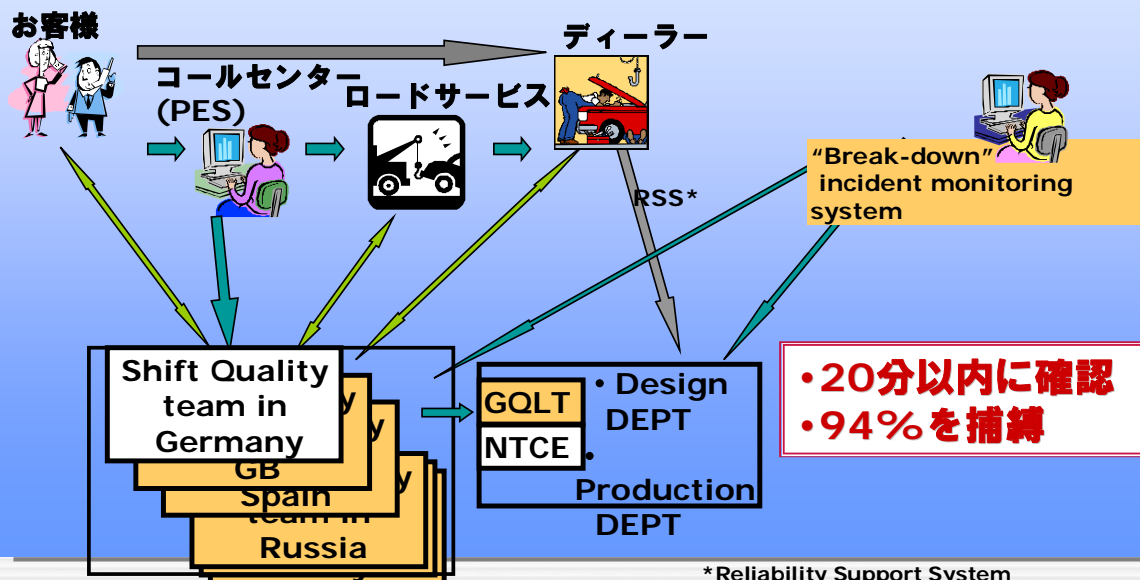 お客様
ディーラー
コールセンター
(PES)
ロードサービス
"Break-down"
incident monitoring
system
RSS*
Shift Quality
team in
Germany
y
GB
y
Spain
y
team in
Russia
GQLT
NTCE
• Design
DEPT
•
Production
DEPT
•20分以内に確認
•94%を捕縛
*Reliability Support System